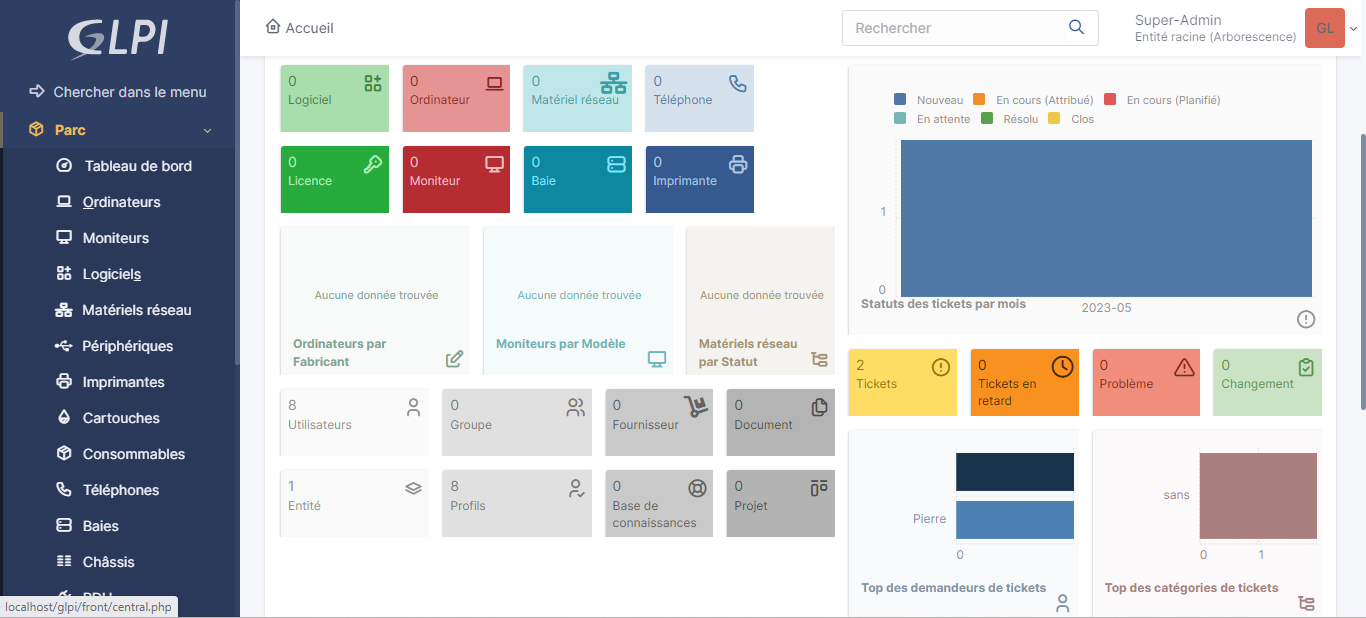 GLPI
Chercher dans le menu
Parc
Tableau de bord
Ordinateurs
Moniteurs
Logiciels
Matériels réseau
Périphériques
Imprimantes
Cartouches
Consommables
Téléphones
Baies
Châssis
PDU
localhost/glpi/front/central.php
Accueil
Rechercher
Super-Admin
Entité racine (Arborescence)
GL
0
Logiciel
0
Ordinateur
0
Matériel réseau
0
Téléphone
0
Licence
0
Moniteur
0
Baie
0
Imprimante
Aucune donnée trouvée
Ordinateurs par
Fabricant
Aucune donnée trouvée
Moniteurs par Modèle
Aucune donnée trouvée
Matériels réseau
par Statut
8
Utilisateurs
0
Groupe
0
Fournisseur
0
Document
1
Entité
8
Profils
0
Base de
connaissances
0
Projet
Nouveau
En cours (Attribué)
En cours (Planifié)
En attente
Résolu
Clos
1
0
2023-05
Statuts des tickets par mois
2
Tickets
0
Tickets en
retard
0
Problème
0
Changement
Pierre
0
Top des demandeurs de tickets
sans
0
1
Top des catégories de tickets